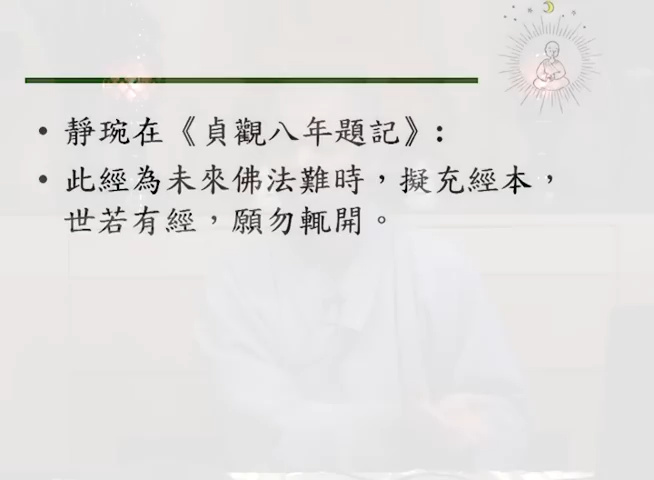 • 靜琬在《貞觀八年題記》:
• 此經為未來佛法難時，擬充經本，
世若有經，願勿輒開。